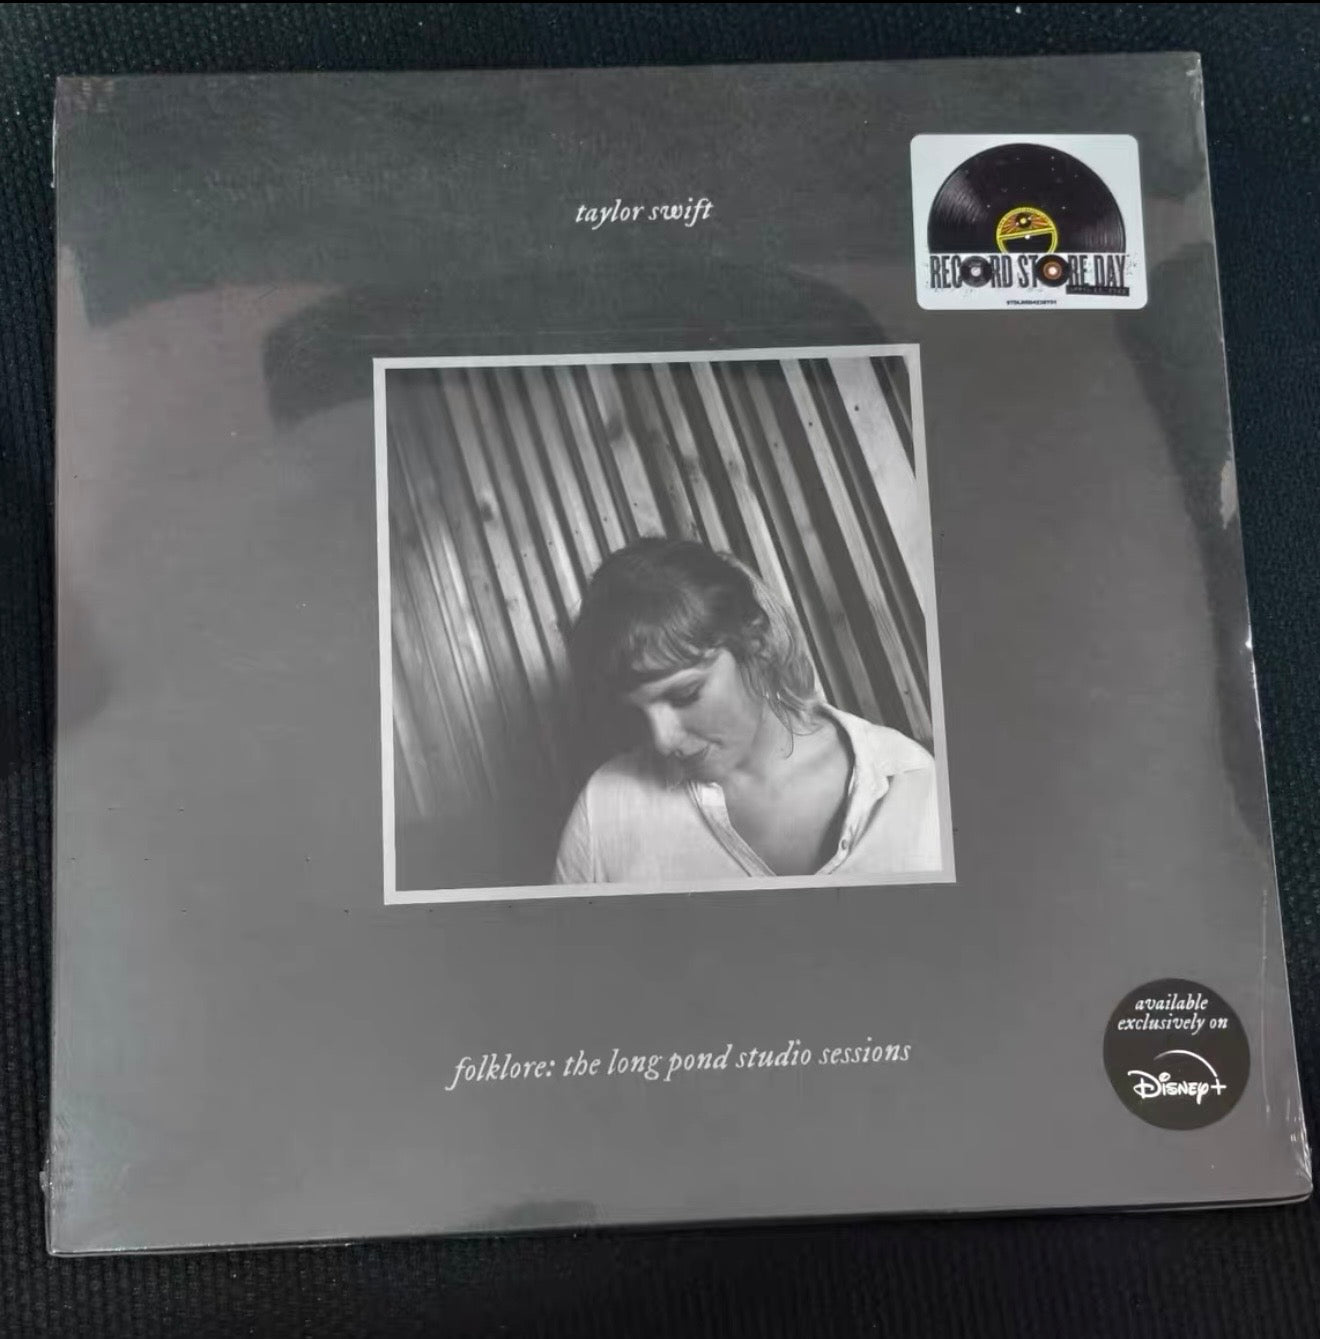 taylor swift
RECORD STORE DAY
folklore: the long pond studio sessions
available
exclusively on
Disney+